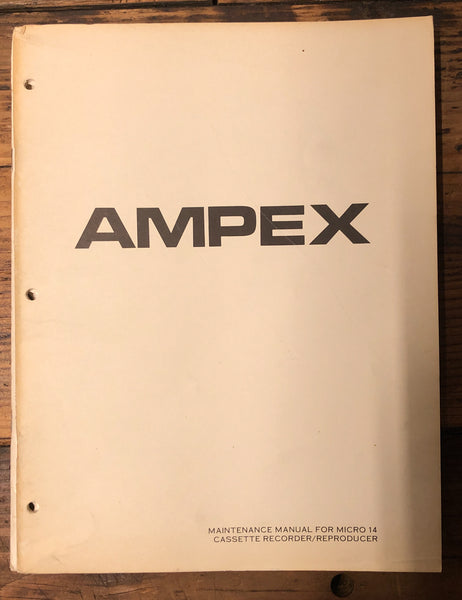 AMPEX
MAINTENANCE MANUAL FOR MICRO 14
CASSETTE RECORDER/REPRODUCER